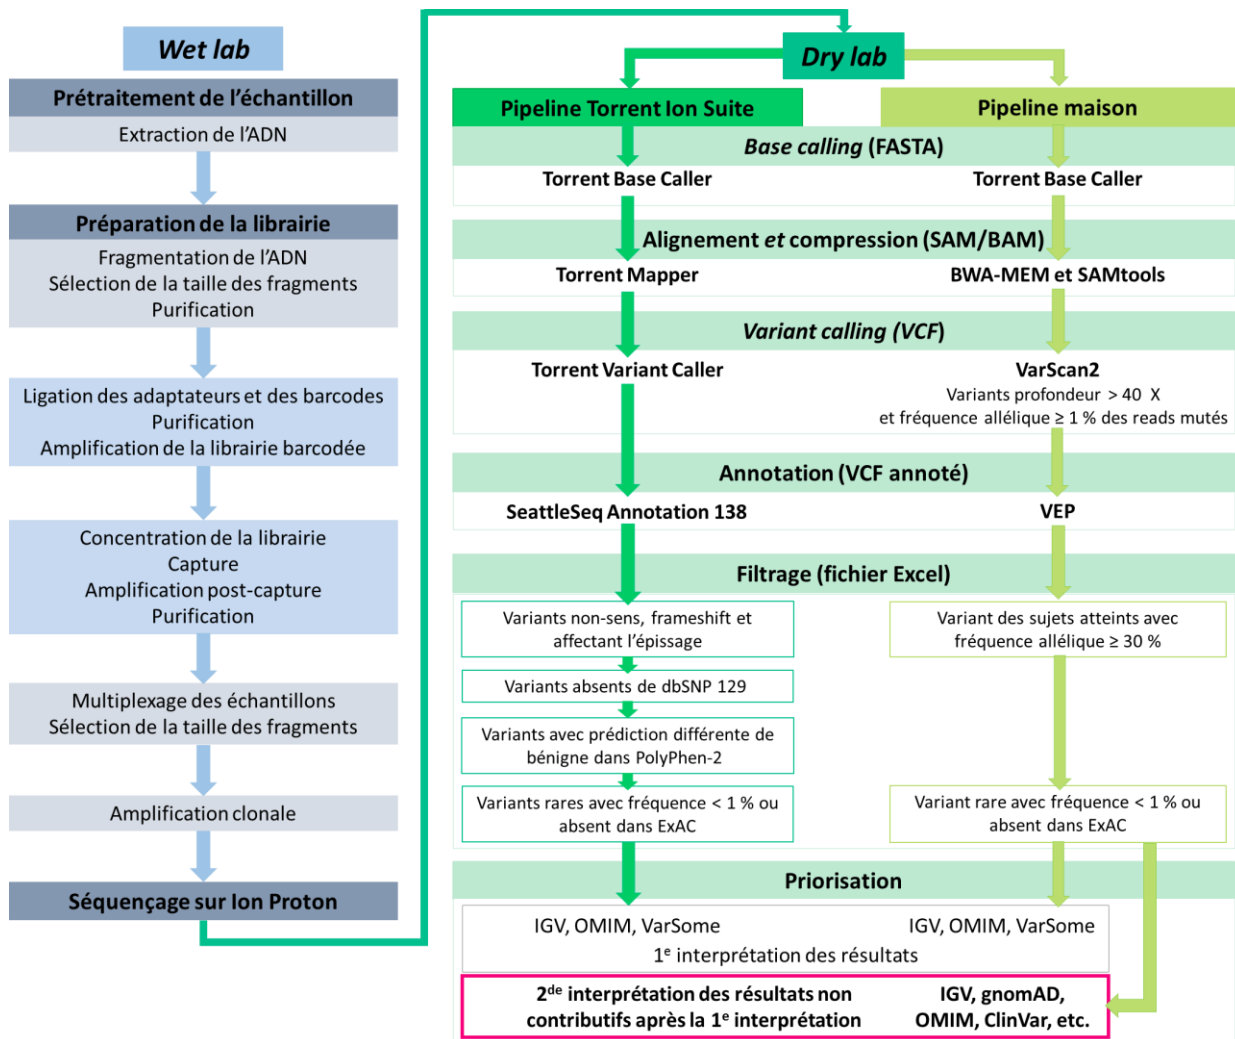 Wet lab
Prétraitement de l'échantillon
Extraction de l'ADN
Préparation de la librairie
Fragmentation de l'ADN
Sélection de la taille des fragments
Purification
Ligation des adaptateurs et des barcodes
Purification
Amplification de la librairie barcodée
Concentration de la librairie
Capture
Amplification post-capture
Purification
Multiplexage des échantillons
Sélection de la taille des fragments
Amplification clonale
Séquençage sur Ion Proton
Dry lab
Pipeline Torrent Ion Suite
Pipeline maison
Base calling (FASTA)
Torrent Base Caller
Torrent Base Caller
Alignement et compression (SAM/BAM)
Torrent Mapper
BWA-MEM et SAMtools
Variant calling (VCF)
Torrent Variant Caller
VarScan2
Variants profondeur > 40 X
et fréquence allélique ≥ 1 % des reads mutés
Annotation (VCF annoté)
SeattleSeq Annotation 138
VEP
Filtrage (fichier Excel)
Variants non-sens, frameshift et
affectant l'épissage
Variants absents de dbSNP 129
Variants avec prédiction différente de
bénigne dans PolyPhen-2
Variants rares avec fréquence < 1 % ou
absent dans ExAC
Variant des sujets atteints avec
fréquence allélique ≥ 30 %
Variant rare avec fréquence < 1 % ou
absent dans ExAC
Priorisation
IGV, OMIM, VarSome
IGV, OMIM, VarSome
1e interprétation des résultats
2de interprétation des résultats non
contributifs après la 1e interprétation
IGV, gnomAD,
OMIM, ClinVar, etc.